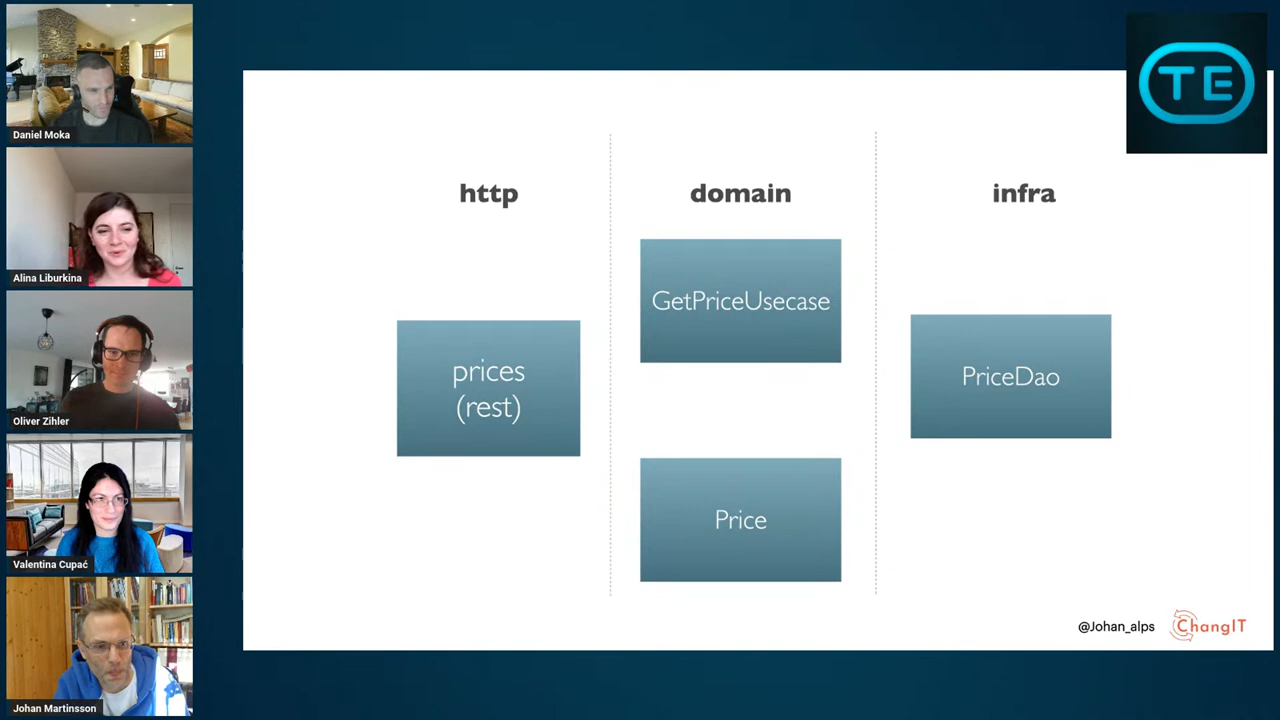 Daniel Moka
Alina Liburkina
Oliver Zihler
Valentina Cupać
Johan Martinsson
TE
http
domain
infra
GetPriceUsecase
prices
(rest)
PriceDao
Price
@Johan_alps
ChangIT